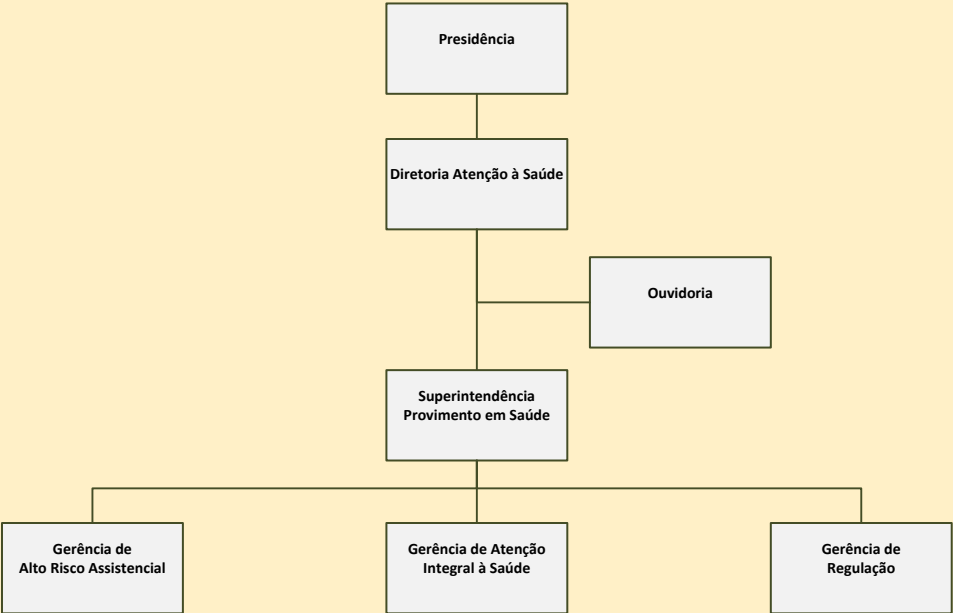 Presidência
Diretoria Atenção à Saúde
Ouvidoria
Superintendência
Provimento em Saúde
Gerência de
Alto Risco Assistencial
Gerência de Atenção
Integral à Saúde
Gerência de
Regulação